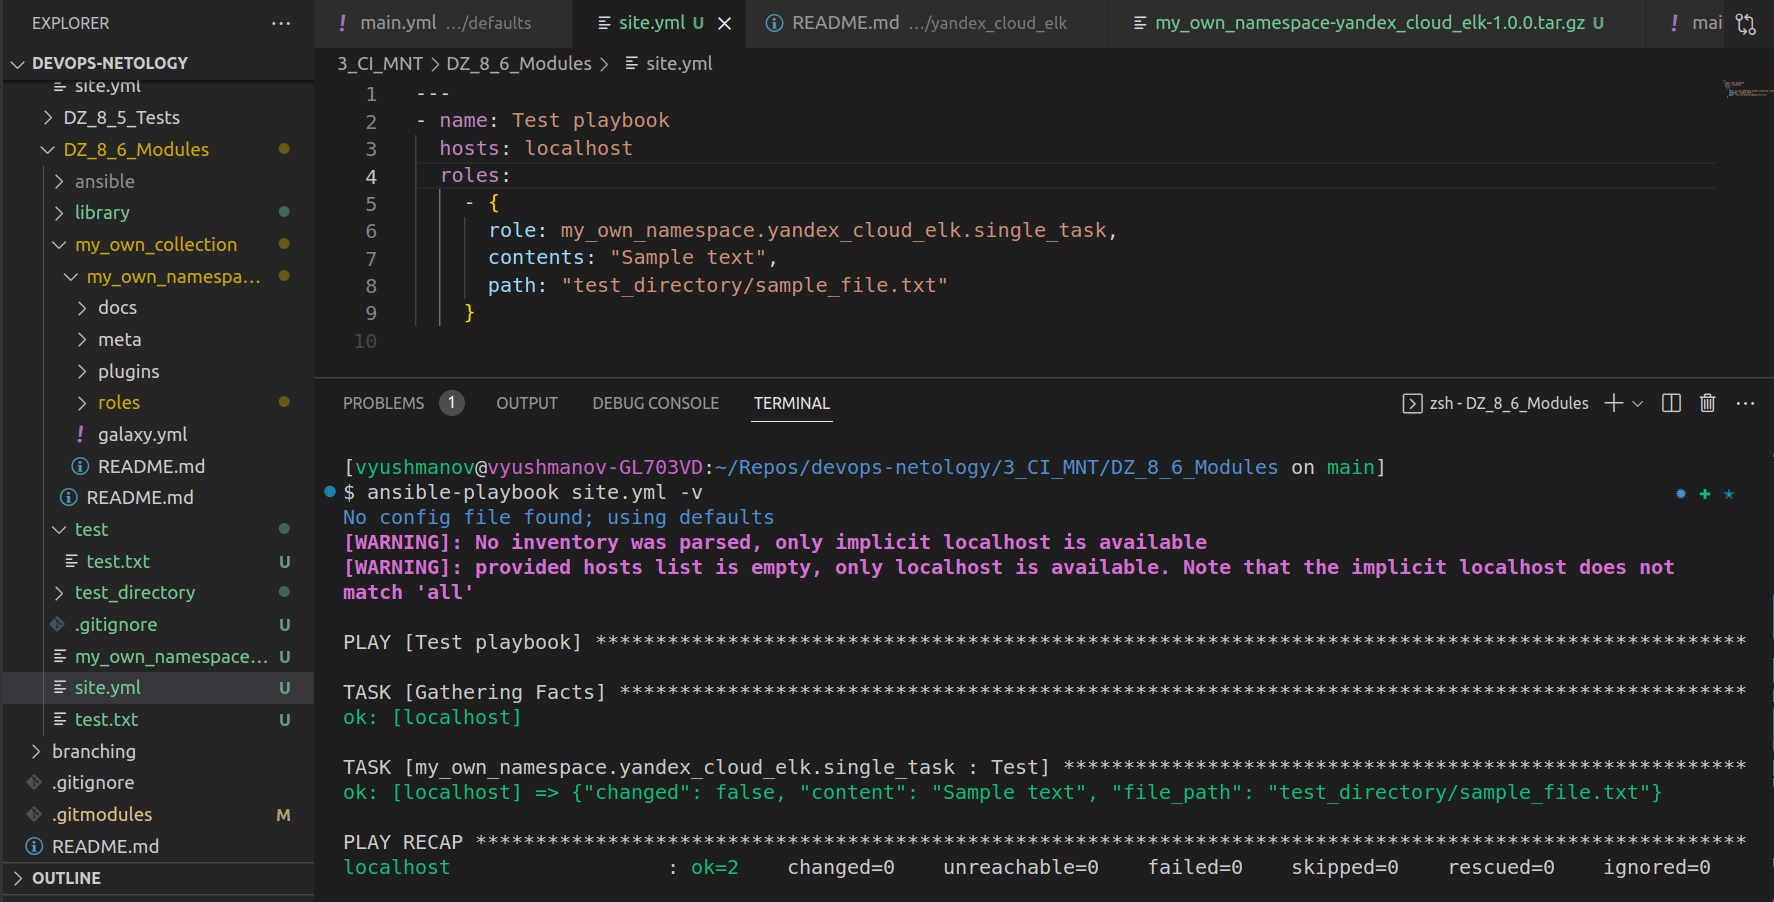 EXPLORER ···
DEVOPS-NETOLOGY
site.yml
DZ_8_5_Tests
DZ_8_6_Modules
ansible
library
my_own_collection
my_own_namespa...
docs
meta
plugins
roles
! galaxy.yml
README.md
README.md
test
test.txt U
test_directory
.gitignore U
my_own_namespace... U
site.yml U
test.txt U
branching
.gitignore
.gitmodules M
README.md
OUTLINE
! main.yml .../defaults
site.yml U
README.md .../yandex_cloud_elk
my_own_namespace-yandex_cloud_elk-1.0.0.tar.gz U
! mai
3_CI_MNT > DZ_8_6_Modules > site.yml
1 ---
2 - name: Test playbook
3 hosts: localhost
4 roles:
5 - {
6 role: my_own_namespace.yandex_cloud_elk.single_task,
7 contents: "Sample text",
8 path: "test_directory/sample_file.txt"
9 }
10
PROBLEMS 1 OUTPUT DEBUG CONSOLE TERMINAL
zsh - DZ_8_6_Modules
[vyushmanov@vyushmanov-GL703VD:~/Repos/devops-netology/3_CI_MNT/DZ_8_6_Modules on main]
$ ansible-playbook site.yml -v
No config file found; using defaults
[WARNING]: No inventory was parsed, only implicit localhost is available
[WARNING]: provided hosts list is empty, only localhost is available. Note that the implicit localhost does not
match 'all'
PLAY [Test playbook] ***********************************************************************************************
TASK [Gathering Facts] *********************************************************************************************
ok: [localhost]
TASK [my_own_namespace.yandex_cloud_elk.single_task : Test] *********************************************************
ok: [localhost] => {"changed": false, "content": "Sample text", "file_path": "test_directory/sample_file.txt"}
PLAY RECAP *********************************************************************************************************
localhost : ok=2 changed=0 unreachable=0 failed=0 skipped=0 rescued=0 ignored=0